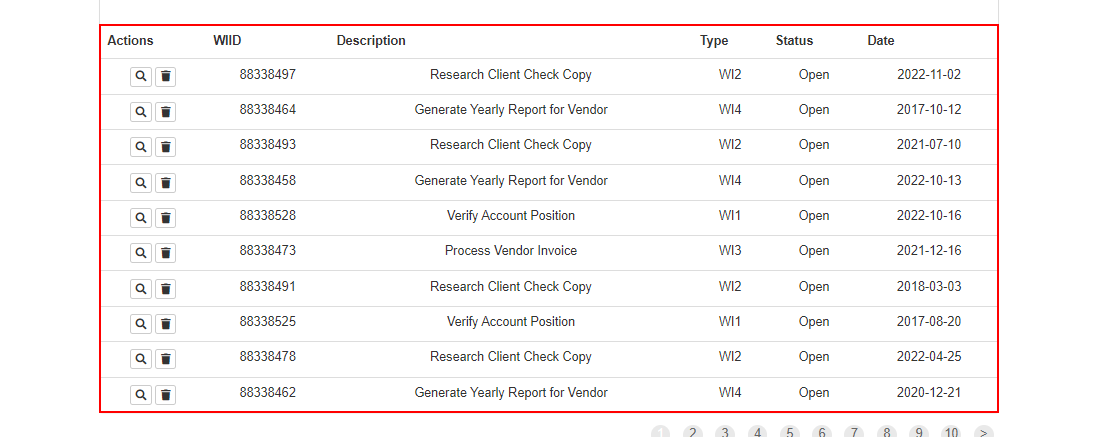 Actions WIID Description Type Status Date
88338497 Research Client Check Copy WI2 Open 2022-11-02
88338464 Generate Yearly Report for Vendor WI4 Open 2017-10-12
88338493 Research Client Check Copy WI2 Open 2021-07-10
88338458 Generate Yearly Report for Vendor WI4 Open 2022-10-13
88338528 Verify Account Position WI1 Open 2022-10-16
88338473 Process Vendor Invoice WI3 Open 2021-12-16
88338491 Research Client Check Copy WI2 Open 2018-03-03
88338525 Verify Account Position WI1 Open 2017-08-20
88338478 Research Client Check Copy WI2 Open 2022-04-25
88338462 Generate Yearly Report for Vendor WI4 Open 2020-12-21
1 2 3 4 5 6 7 8 9 10 >